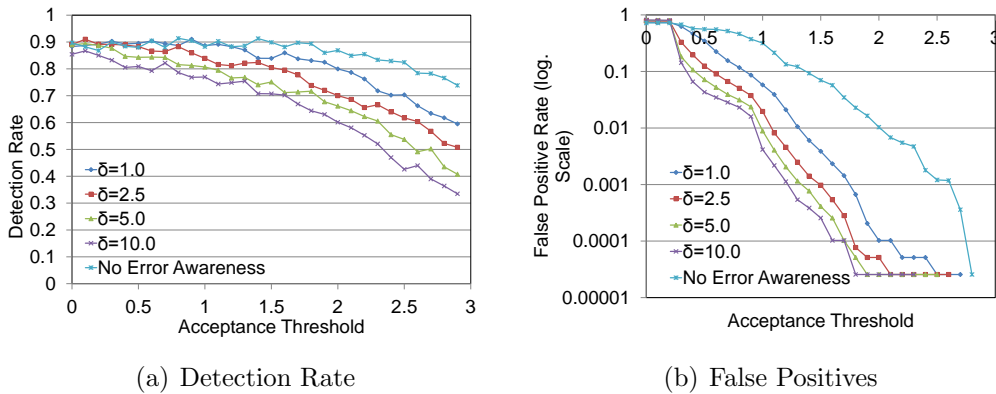 Detection Rate
1
0.9
0.8
0.7
0.6
0.5
0.4
0.3
0.2
0.1
0
δ=1.0
δ=2.5
δ=5.0
δ=10.0
No Error Awareness
0 0.5 1 1.5 2 2.5 3
Acceptance Threshold
(a) Detection Rate
False Positive Rate (log.
Scale)
1
0.1
0.01
0.001
0.0001
0.00001
0 0.5 1 1.5 2 2.5 3
δ=1.0
δ=2.5
δ=5.0
δ=10.0
No Error Awareness
Acceptance Threshold
(b) False Positives